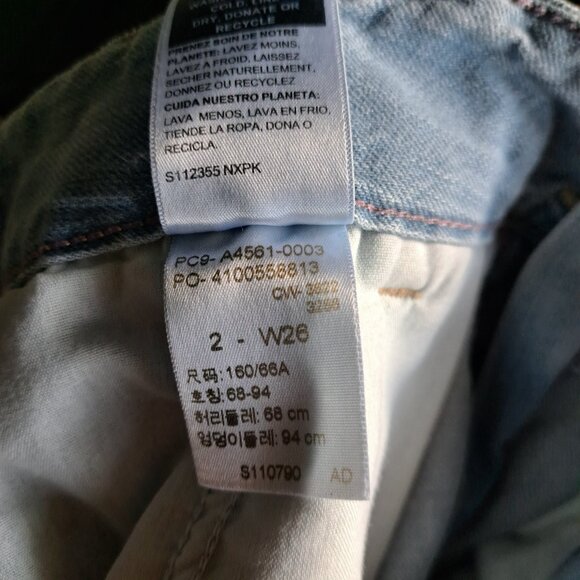 COLD, LINE
DRY, DONATE OR
RECYCLE
PRENEZ SOIN DE NOTRE
PLANETE: LAVEZ MOINS,
LAVEZ A FROID, LAISSEZ
SECHER NATURELLEMENT,
DONNEZ OU RECYCLEZ
CUIDA NUESTRO PLANETA:
LAVA MENOS, LAVA EN FRIO,
TIENDE LA ROPA, DONA O
RECICLA.
S112355 NXPK
PC9- A4561-0003
PO- 4100558813
CW- 3822
3256
2 - W26
尺码: 160/66A
호칭: 68-94
허리둘레: 68 cm
엉덩이둘레: 94 cm
S110790 AD